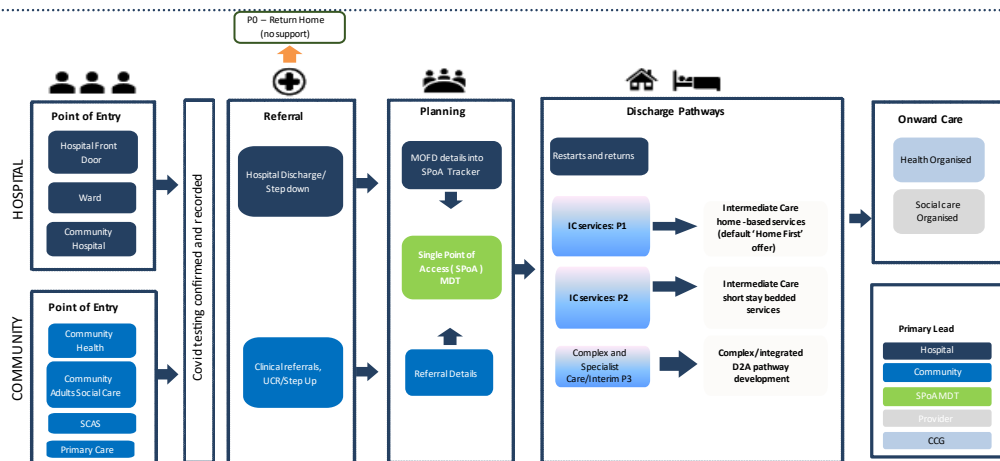 P0 – Return Home
(no support)
HOSPITAL
Point of Entry
Hospital Front
Door
Ward
Community
Hospital
COMMUNITY
Point of Entry
Community
Health
Community
Adults Social Care
SCAS
Primary Care
Covid testing confirmed and recorded
Referral
Hospital Discharge/
Step down
Clinical referrals,
UCR/Step Up
Planning
MOFD details into
SPoA Tracker
Single Point of
Access ( SPoA )
MDT
Referral Details
Discharge Pathways
Restarts and returns
IC services: P1
Intermediate Care
home -based services
(default ‘Home First’
offer)
IC services: P2
Intermediate Care
short stay bedded
services
Complex and
Specialist
Care/Interim P3
Complex/integrated
D2A pathway
development
Onward Care
Health Organised
Social care
Organised
Primary Lead
Hospital
Community
SPoA MDT
Provider
CCG